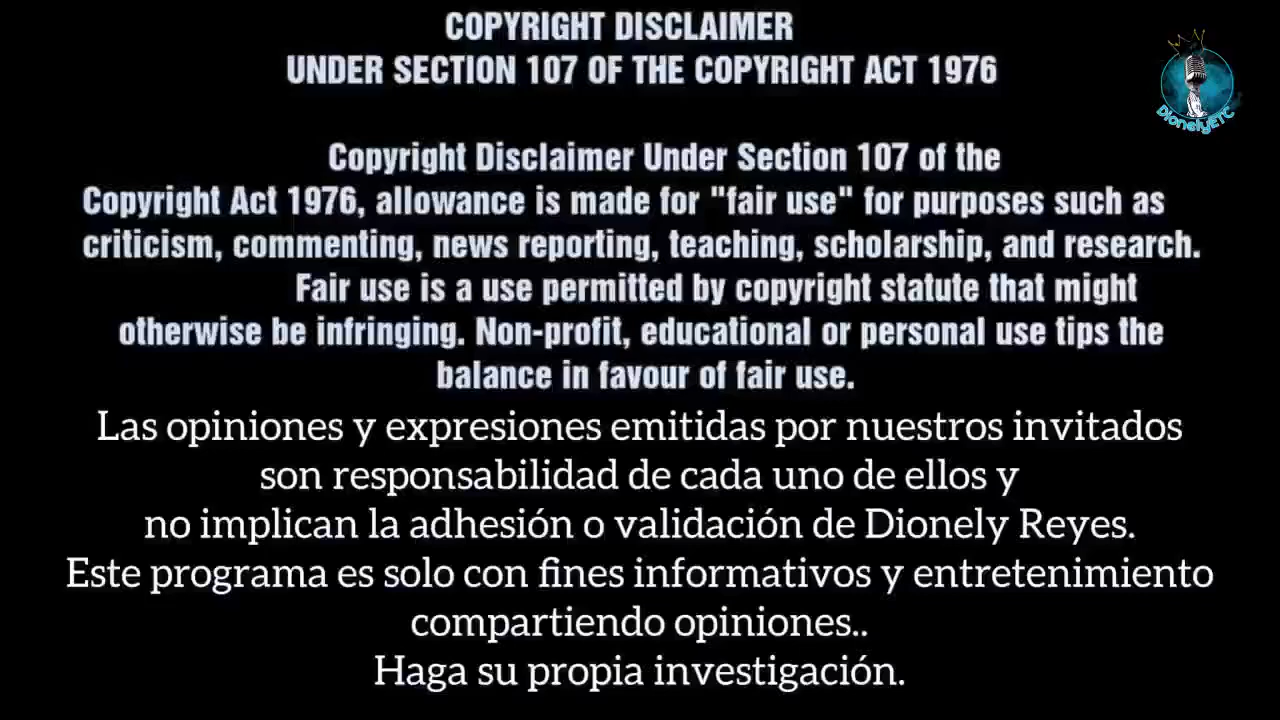 COPYRIGHT DISCLAIMER
UNDER SECTION 107 OF THE COPYRIGHT ACT 1976
DionelyETC
Copyright Disclaimer Under Section 107 of the
Copyright Act 1976, allowance is made for "fair use" for purposes such as
criticism, commenting, news reporting, teaching, scholarship, and research.
Fair use is a use permitted by copyright statute that might
otherwise be infringing. Non-profit, educational or personal use tips the
balance in favour of fair use.
Las opiniones y expresiones emitidas por nuestros invitados
son responsabilidad de cada uno de ellos y
no implican la adhesión o validación de Dionely Reyes.
Este programa es solo con fines informativos y entretenimiento
compartiendo opiniones..
Haga su propia investigación.